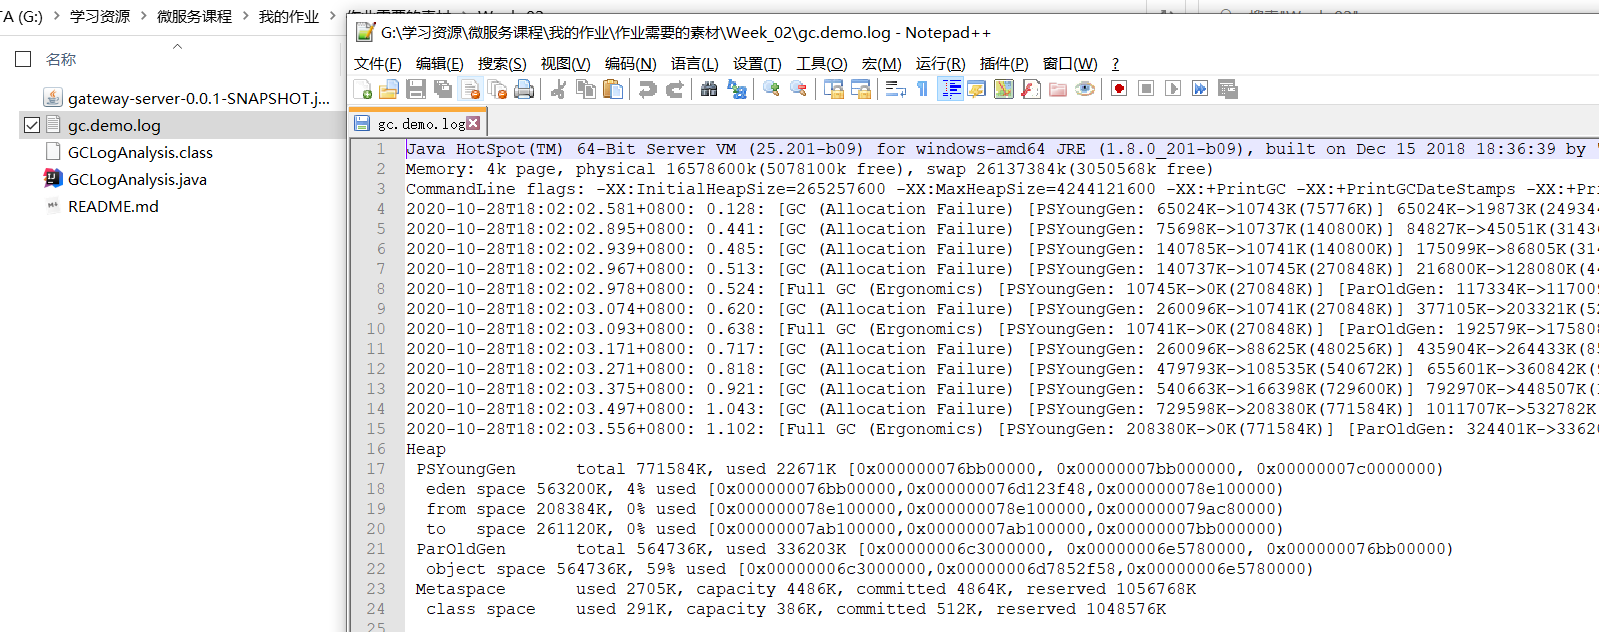 TA (G:) > 学习资源 > 微服务课程 > 我的作业 >
名称
gateway-server-0.0.1-SNAPSHOT.j...
gc.demo.log
GCLogAnalysis.class
GCLogAnalysis.java
README.md
G:\学习资源\微服务课程\我的作业\作业需要的素材\Week_02\gc.demo.log - Notepad++
文件(F) 编辑(E) 搜索(S) 视图(V) 编码(N) 语言(L) 设置(T) 工具(O) 宏(M) 运行(R) 插件(P) 窗口(W) ?
gc.demo.log
1 Java HotSpot(TM) 64-Bit Server VM (25.201-b09) for windows-amd64 JRE (1.8.0_201-b09), built on Dec 15 2018 18:36:39 by
2 Memory: 4k page, physical 16578600k(5078100k free), swap 26137384k(3050568k free)
3 CommandLine flags: -XX:InitialHeapSize=265257600 -XX:MaxHeapSize=4244121600 -XX:+PrintGC -XX:+PrintGCDateStamps -XX:+Pri
4 2020-10-28T18:02:02.581+0800: 0.128: [GC (Allocation Failure) [PSYoungGen: 65024K->10743K(75776K)] 65024K->19873K(24934
5 2020-10-28T18:02:02.895+0800: 0.441: [GC (Allocation Failure) [PSYoungGen: 75698K->10737K(140800K)] 84827K->45051K(3143
6 2020-10-28T18:02:02.939+0800: 0.485: [GC (Allocation Failure) [PSYoungGen: 140785K->10741K(140800K)] 175099K->86805K(314
7 2020-10-28T18:02:02.967+0800: 0.513: [GC (Allocation Failure) [PSYoungGen: 140737K->10745K(270848K)] 216800K->128080K(44
8 2020-10-28T18:02:02.978+0800: 0.524: [Full GC (Ergonomics) [PSYoungGen: 10745K->0K(270848K)] [ParOldGen: 117334K->117009
9 2020-10-28T18:02:03.074+0800: 0.620: [GC (Allocation Failure) [PSYoungGen: 260096K->10741K(270848K)] 377105K->203321K(52
10 2020-10-28T18:02:03.093+0800: 0.638: [Full GC (Ergonomics) [PSYoungGen: 10741K->0K(270848K)] [ParOldGen: 192579K->175808
11 2020-10-28T18:02:03.171+0800: 0.717: [GC (Allocation Failure) [PSYoungGen: 260096K->88625K(480256K)] 435904K->264433K(85
12 2020-10-28T18:02:03.271+0800: 0.818: [GC (Allocation Failure) [PSYoungGen: 479793K->108535K(540672K)] 655601K->360842K(
13 2020-10-28T18:02:03.375+0800: 0.921: [GC (Allocation Failure) [PSYoungGen: 540663K->166398K(729600K)] 792970K->448507K(
14 2020-10-28T18:02:03.497+0800: 1.043: [GC (Allocation Failure) [PSYoungGen: 729598K->208380K(771584K)] 1011707K->532782K
15 2020-10-28T18:02:03.556+0800: 1.102: [Full GC (Ergonomics) [PSYoungGen: 208380K->0K(771584K)] [ParOldGen: 324401K->3362
16 Heap
17 PSYoungGen total 771584K, used 22671K [0x000000076bb00000, 0x00000007bb000000, 0x00000007c0000000)
18 eden space 563200K, 4% used [0x000000076bb00000,0x000000076d123f48,0x000000078e100000)
19 from space 208384K, 0% used [0x000000078e100000,0x000000078e100000,0x000000079ac80000)
20 to space 261120K, 0% used [0x00000007ab100000,0x00000007ab100000,0x00000007bb000000)
21 ParOldGen total 564736K, used 336203K [0x00000006c3000000, 0x00000006e5780000, 0x000000076bb00000)
22 object space 564736K, 59% used [0x00000006c3000000,0x00000006d7852f58,0x00000006e5780000)
23 Metaspace used 2705K, capacity 4486K, committed 4864K, reserved 1056768K
24 class space used 291K, capacity 386K, committed 512K, reserved 1048576K
25